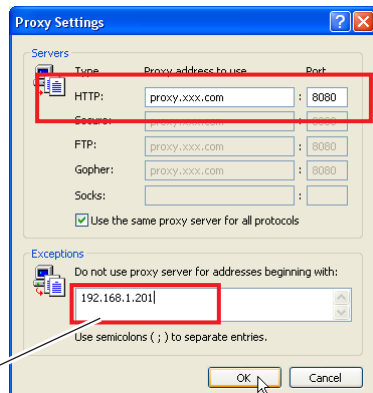 Proxy Settings
Servers
Type Proxy address to use Port
HTTP: proxy.xxx.com : 8080
Secure: proxy.xxx.com : 8080
FTP: proxy.xxx.com : 8080
Gopher: proxy.xxx.com : 8080
Socks: :
Use the same proxy server for all protocols
Exceptions
Do not use proxy server for addresses beginning with:
192.168.1.201
Use semicolons ( ; ) to separate entries.
OK Cancel